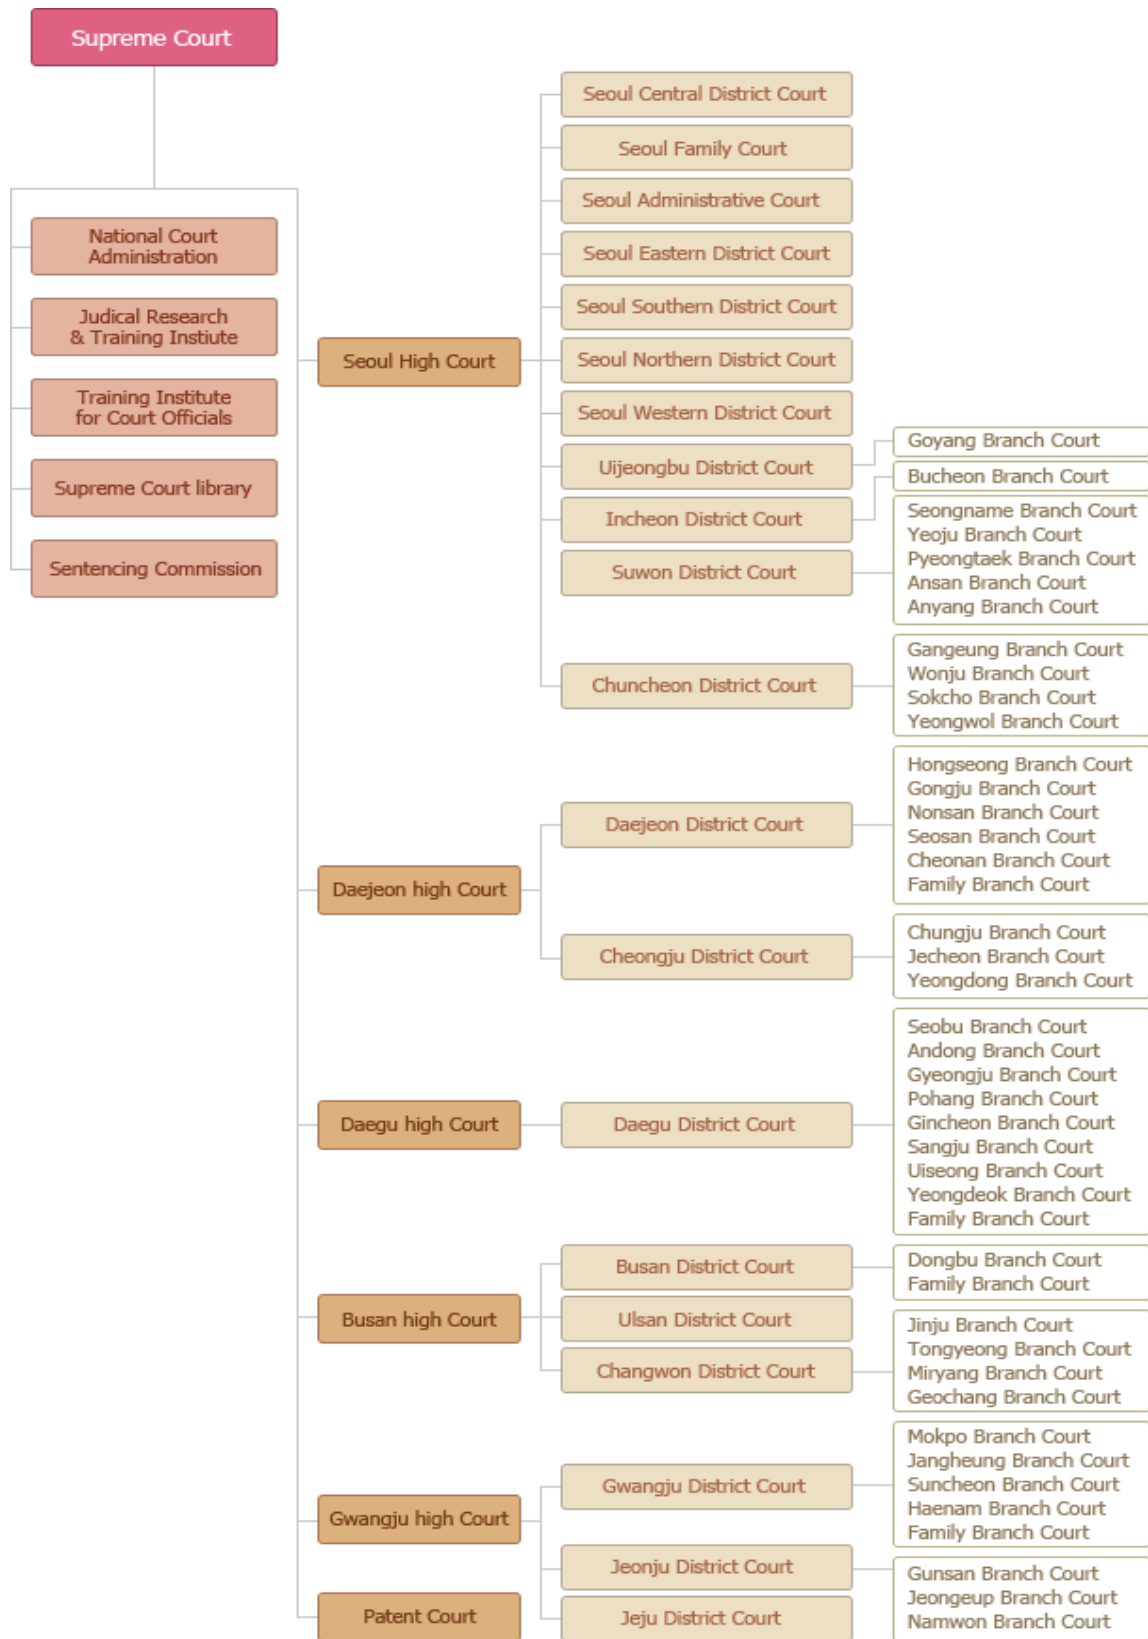 Supreme Court
National Court
Administration
Judical Research
& Training Instiute
Training Institute
for Court Officials
Supreme Court library
Sentencing Commission
Seoul High Court
Seoul Central District Court
Seoul Family Court
Seoul Administrative Court
Seoul Eastern District Court
Seoul Southern District Court
Seoul Northern District Court
Seoul Western District Court
Uijeongbu District Court
Goyang Branch Court
Incheon District Court
Bucheon Branch Court
Suwon District Court
Seongname Branch Court
Yeoju Branch Court
Pyeongtaek Branch Court
Ansan Branch Court
Anyang Branch Court
Chuncheon District Court
Gangeung Branch Court
Wonju Branch Court
Sokcho Branch Court
Yeongwol Branch Court
Daejeon high Court
Daejeon District Court
Hongseong Branch Court
Gongju Branch Court
Nonsan Branch Court
Seosan Branch Court
Cheonan Branch Court
Family Branch Court
Cheongju District Court
Chungju Branch Court
Jecheon Branch Court
Yeongdong Branch Court
Daegu high Court
Daegu District Court
Seobu Branch Court
Andong Branch Court
Gyeongju Branch Court
Pohang Branch Court
Gincheon Branch Court
Sangju Branch Court
Uiseong Branch Court
Yeongdeok Branch Court
Family Branch Court
Busan high Court
Busan District Court
Dongbu Branch Court
Family Branch Court
Ulsan District Court
Changwon District Court
Jinju Branch Court
Tongyeong Branch Court
Miryang Branch Court
Geochang Branch Court
Gwangju high Court
Gwangju District Court
Mokpo Branch Court
Jangheung Branch Court
Suncheon Branch Court
Haenam Branch Court
Family Branch Court
Jeonju District Court
Gunsan Branch Court
Jeongeup Branch Court
Namwon Branch Court
Jeju District Court
Patent Court